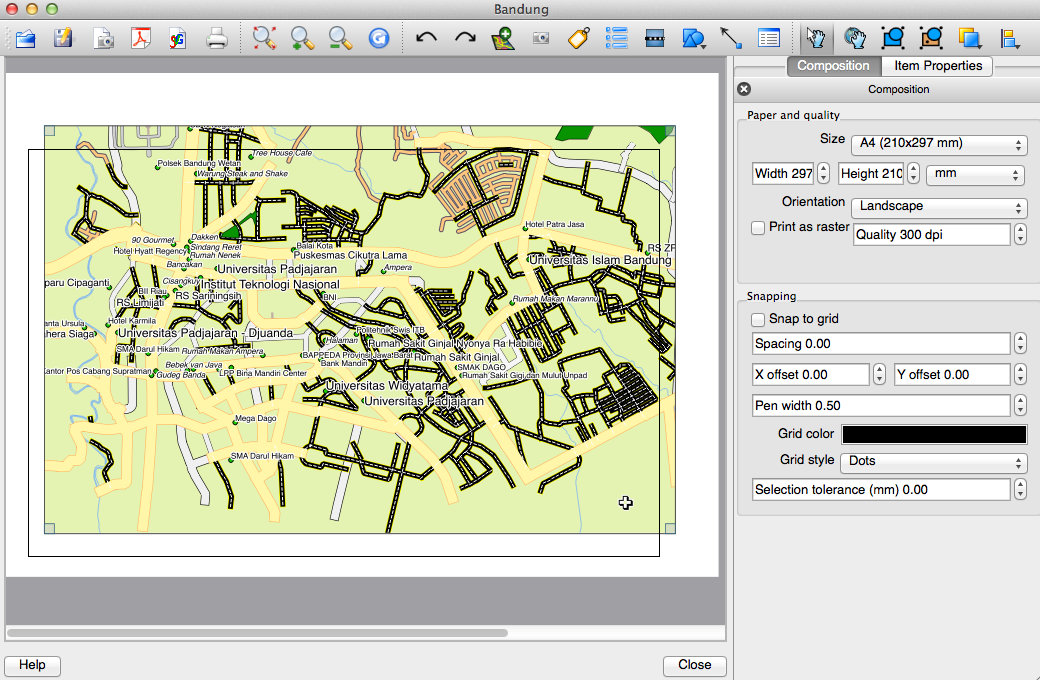 Bandung
Composition
Item Properties
Composition
Paper and quality
Size
A4 (210x297 mm)
Width 297
Height 210
mm
Orientation
Landscape
Print as raster
Quality 300 dpi
Snapping
Snap to grid
Spacing 0.00
X offset 0.00
Y offset 0.00
Pen width 0.50
Grid color
Grid style
Dots
Selection tolerance (mm) 0.00
Tree House Cafe
Polsek Bandung Wetan
Warung Steak and Shake
Hotel Patra Jasa
90 Gourmet
Dakken
Sindang Reret
Hotel Hyatt Regency
Rumah Nenek
Balai Kota
Puskesmas Cikutra Lama
RS ZF
Universitas Islam Bandung
Bancakan
Universitas Padjajaran
Ampera
paru Cipaganti
Cisangkuy
Institut Teknologi Nasional
BII Riau
RS Sariningsih
BNI
RS Limijati
Rumah Makan Marannu
Hotel Karmila
anta Ursula
hera Siaga
Universitas Padjajaran - Djuanda
Politehnik Swis ITB
Halaman
Rumah Sakit Ginjal Nyonya Ra Habibie
SMA Darul Hikam
Rumah Makan Ampera
BAPPEDA Provinsi Jawa Barat
Rumah Sakit Ginjal
Bank Mandiri
Bebek van Java
SMAK DAGO
Kantor Pos Cabang Supratman
Gudeg Banda
LPP Bina Mandiri Center
Rumah Sakit Gigi dan Mulut Unpad
Universitas Widyatama
Universitas Padjajaran
Mega Dago
SMA Darul Hikam
Help
Close